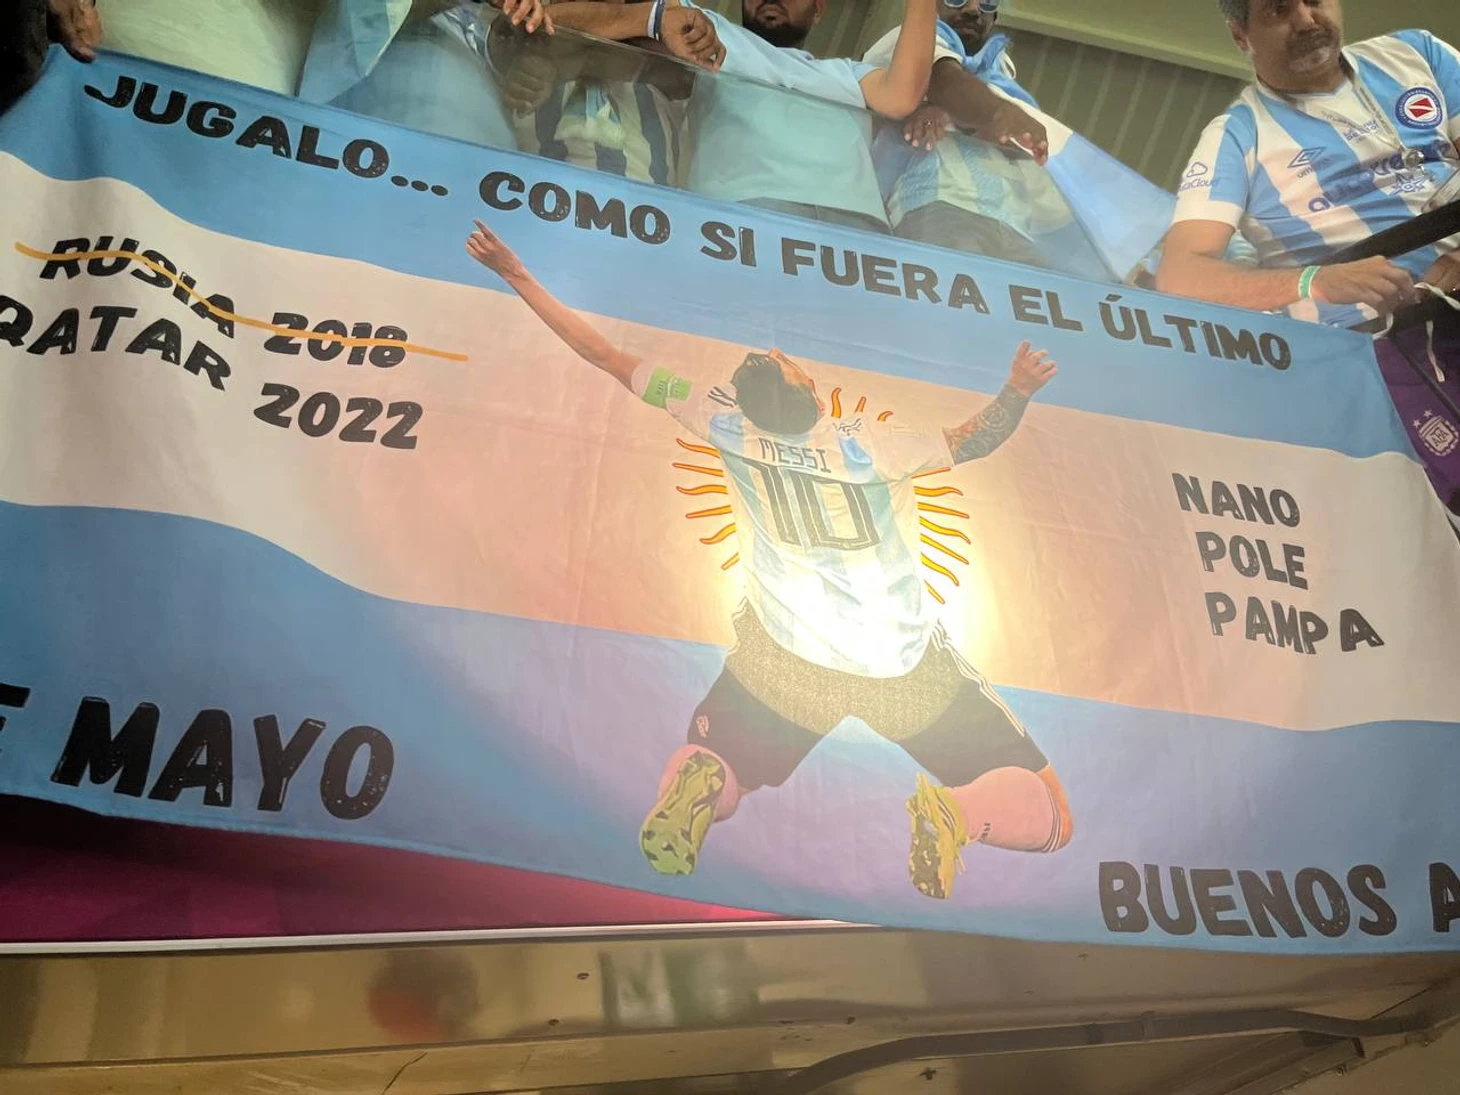 JUGALO... COMO SI FUERA EL ÚLTIMO
RUSIA 2018
QATAR 2022
MESSI
10
NANO
POLE
PAMPA
MAYO
BUENOS A